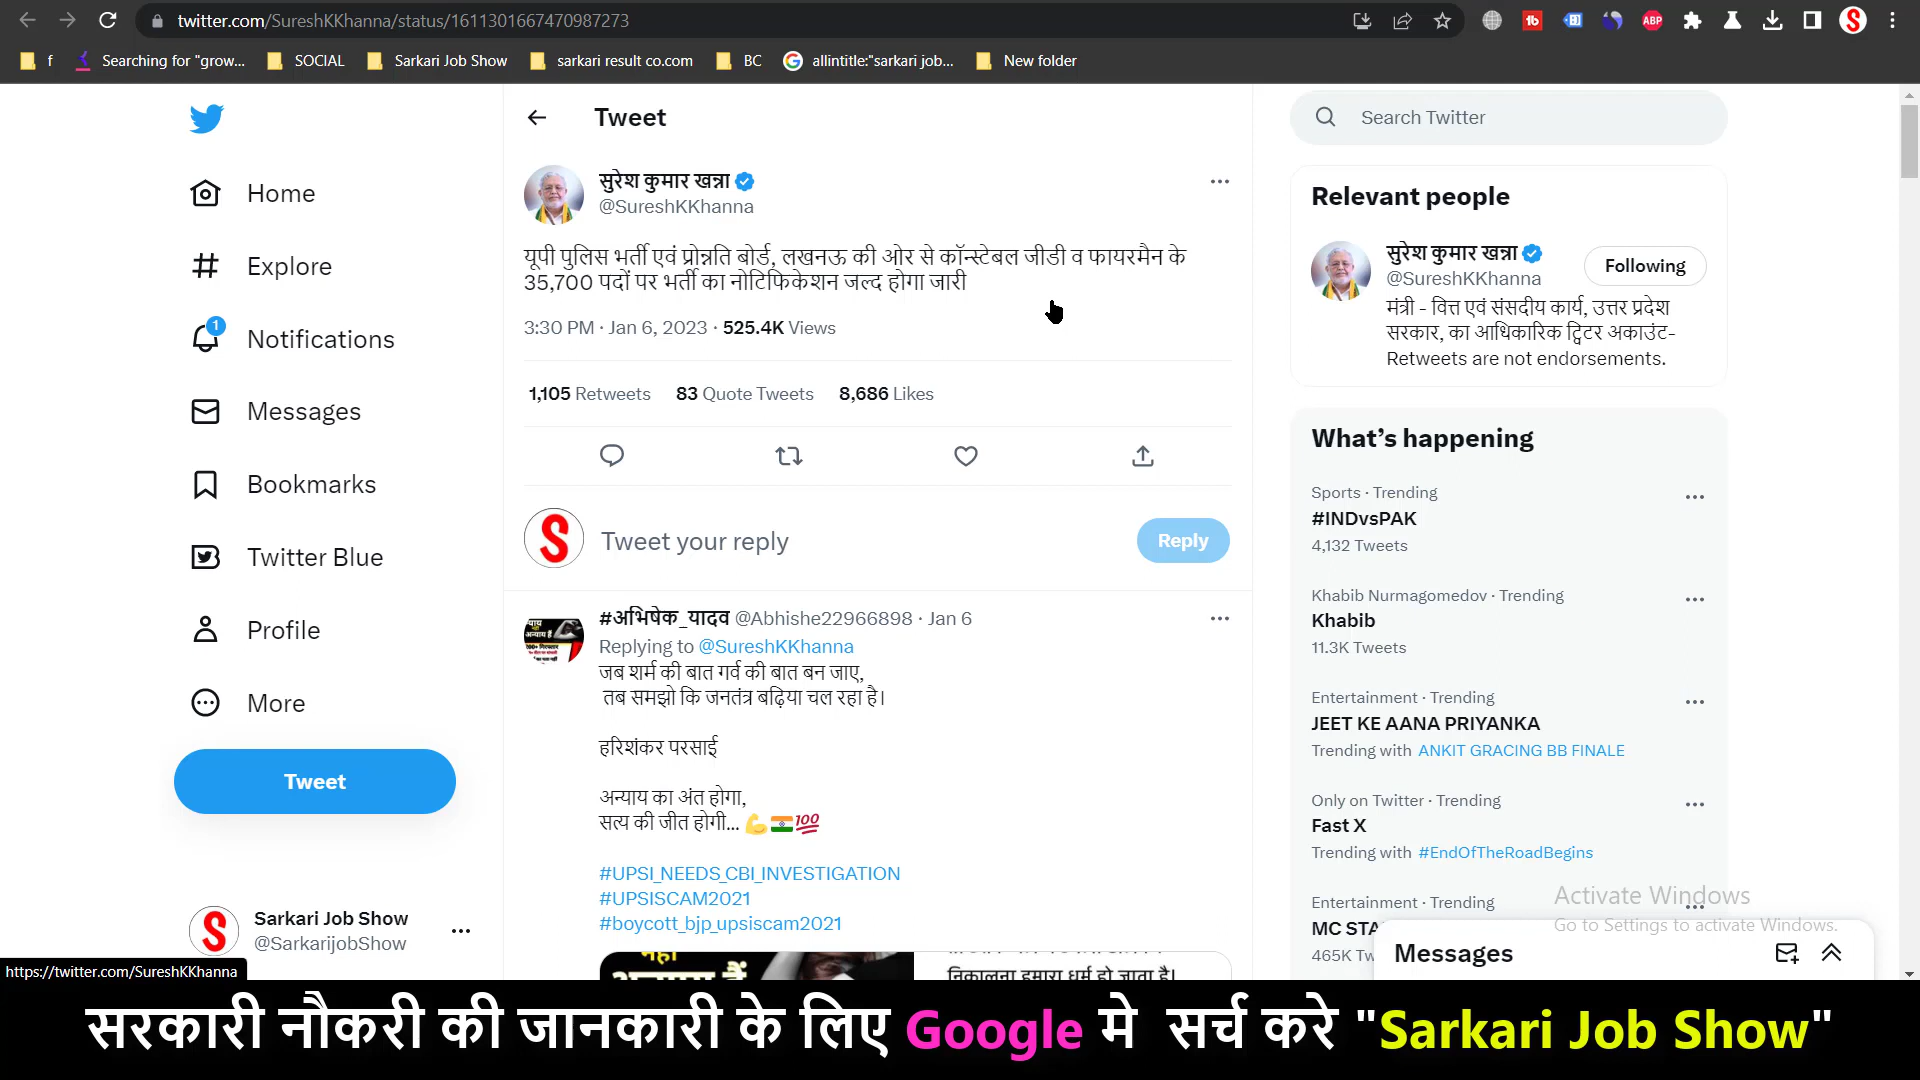 twitter.com/SureshKKhanna/status/1611301667470987273
f
Searching for "grow...
SOCIAL
Sarkari Job Show
sarkari result co.com
BC
allintitle:"sarkari job...
New folder
Home
Explore
1
Notifications
Messages
Bookmarks
Twitter Blue
Profile
More
Tweet
Sarkari Job Show
@SarkarijobShow
https://twitter.com/SureshKKhanna
Tweet
सुरेश कुमार खन्ना
@SureshKKhanna
यूपी पुलिस भर्ती एवं प्रोन्नति बोर्ड, लखनऊ की ओर से कॉन्स्टेबल जीडी व फायरमैन के
35,700 पदों पर भर्ती का नोटिफिकेशन जल्द होगा जारी
3:30 PM · Jan 6, 2023 · 525.4K Views
1,105 Retweets 83 Quote Tweets 8,686 Likes
Tweet your reply
Reply
#अभिषेक_यादव @Abhishe22966898 · Jan 6
Replying to @SureshKKhanna
जब शर्म की बात गर्व की बात बन जाए,
तब समझो कि जनतंत्र बढ़िया चल रहा है।
हरिशंकर परसाई
अन्याय का अंत होगा,
सत्य की जीत होगी... 💪🇮🇳💯
#UPSI_NEEDS_CBI_INVESTIGATION
#UPSISCAM2021
#boycott_bjp_upsiscam2021
निकालना हमारा धर्म हो जाता है।
Search Twitter
Relevant people
सुरेश कुमार खन्ना
@SureshKKhanna
Following
मंत्री - वित्त एवं संसदीय कार्य, उत्तर प्रदेश
सरकार, का आधिकारिक ट्विटर अकाउंट-
Retweets are not endorsements.
What's happening
Sports · Trending
#INDvsPAK
4,132 Tweets
Khabib Nurmagomedov · Trending
Khabib
11.3K Tweets
Entertainment · Trending
JEET KE AANA PRIYANKA
Trending with ANKIT GRACING BB FINALE
Only on Twitter · Trending
Fast X
Trending with #EndOfTheRoadBegins
Entertainment · Trending
MC STA
465K Tw
Activate Windows
Go to Settings to activate Windows.
Messages
सरकारी नौकरी की जानकारी के लिए Google मे सर्च करे "Sarkari Job Show"